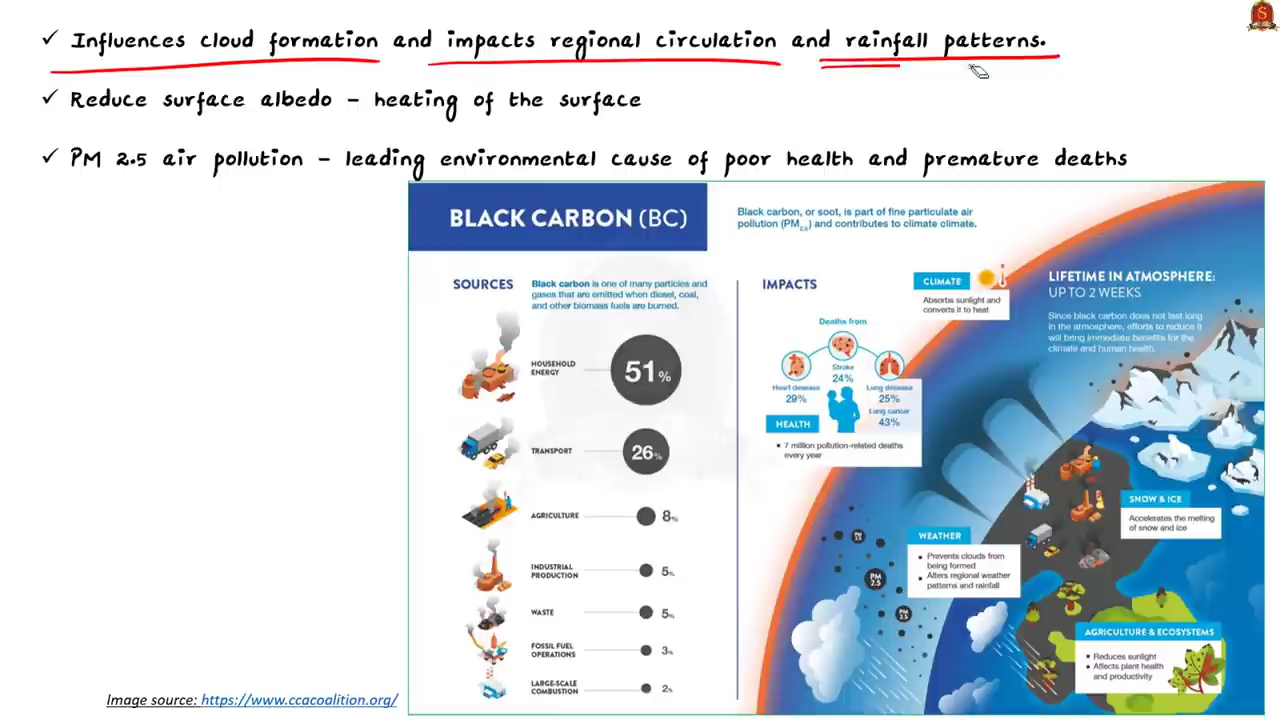 ✓ Influences cloud formation and impacts regional circulation and rainfall patterns.
✓ Reduce surface albedo – heating of the surface
✓ PM 2.5 air pollution – leading environmental cause of poor health and premature deaths
BLACK CARBON (BC)
Black carbon, or soot, is part of fine particulate air
pollution (PM2.5) and contributes to climate climate.
SOURCES
Black carbon is one of many particles and
gases that are emitted when diesel, coal,
and other biomass fuels are burned.
HOUSEHOLD
ENERGY
51%
TRANSPORT
26%
AGRICULTURE
8%
INDUSTRIAL
PRODUCTION
5%
WASTE
5%
FOSSIL FUEL
OPERATIONS
3%
LARGE-SCALE
COMBUSTION
2%
IMPACTS
CLIMATE
Absorbs sunlight and
converts it to heat
Deaths from
Stroke
24%
Heart desease
29%
Lung desease
25%
Lung cancer
43%
HEALTH
• 7 million pollution-related deaths
every year
LIFETIME IN ATMOSPHERE:
UP TO 2 WEEKS
Since black carbon does not last long
in the atmosphere, efforts to reduce it
will bring immediate benefits for the
climate and human health.
SNOW & ICE
Accelerates the melting
of snow and ice
WEATHER
• Prevents clouds from
being formed
• Alters regional weather
patterns and rainfall
PM
2.5
PM
2.5
PM
2.5
AGRICULTURE & ECOSYSTEMS
• Reduces sunlight
• Affects plant health
and productivity
Image source: https://www.ccacoalition.org/